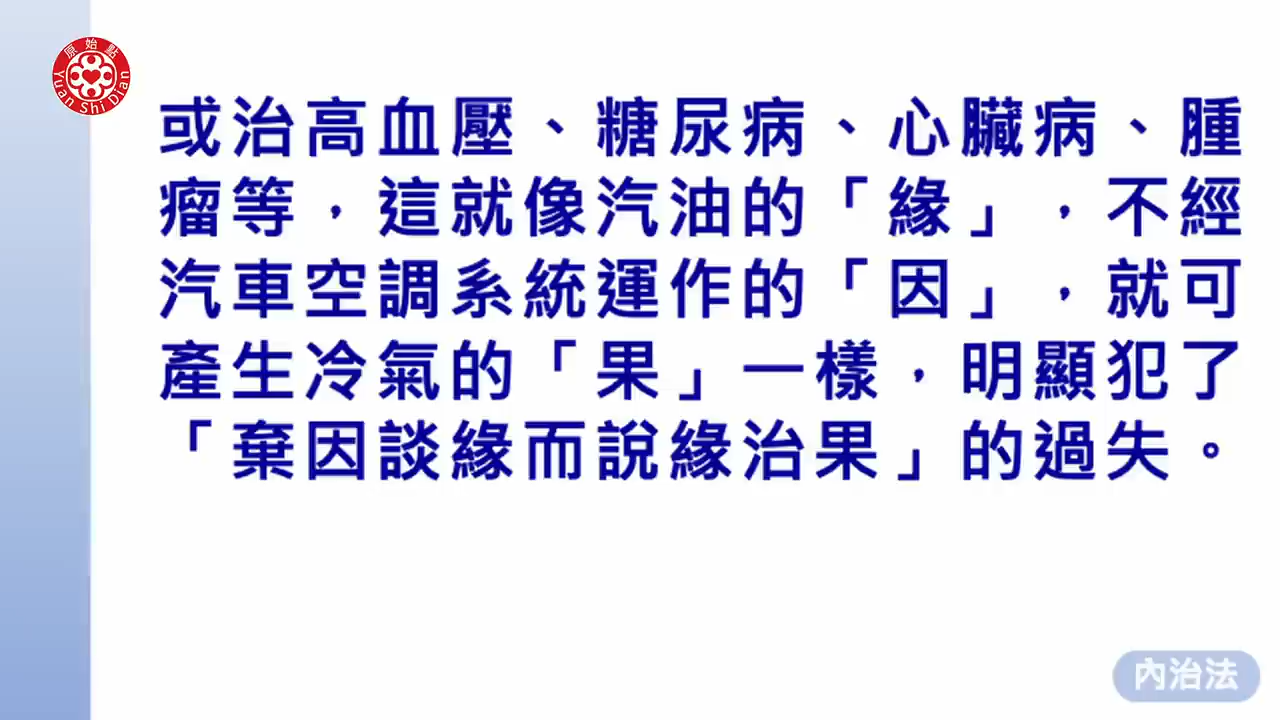 原始點
Yuan Shi Dian
或治高血壓、糖尿病、心臟病、腫
瘤等，這就像汽油的「緣」，不經
汽車空調系統運作的「因」，就可
產生冷氣的「果」一樣，明顯犯了
「棄因談緣而說緣治果」的過失。
內治法